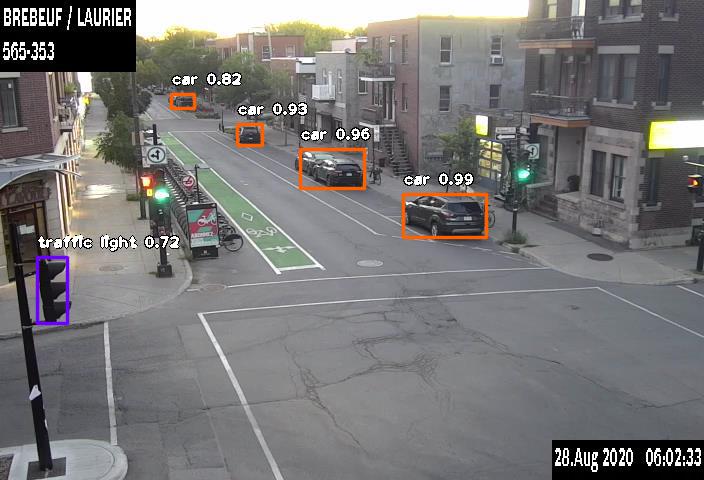 BREBEUF / LAURIER
565-353
car 0.82
car 0.93
car 0.96
car 0.99
traffic light 0.72
28.Aug 2020 06:02:33